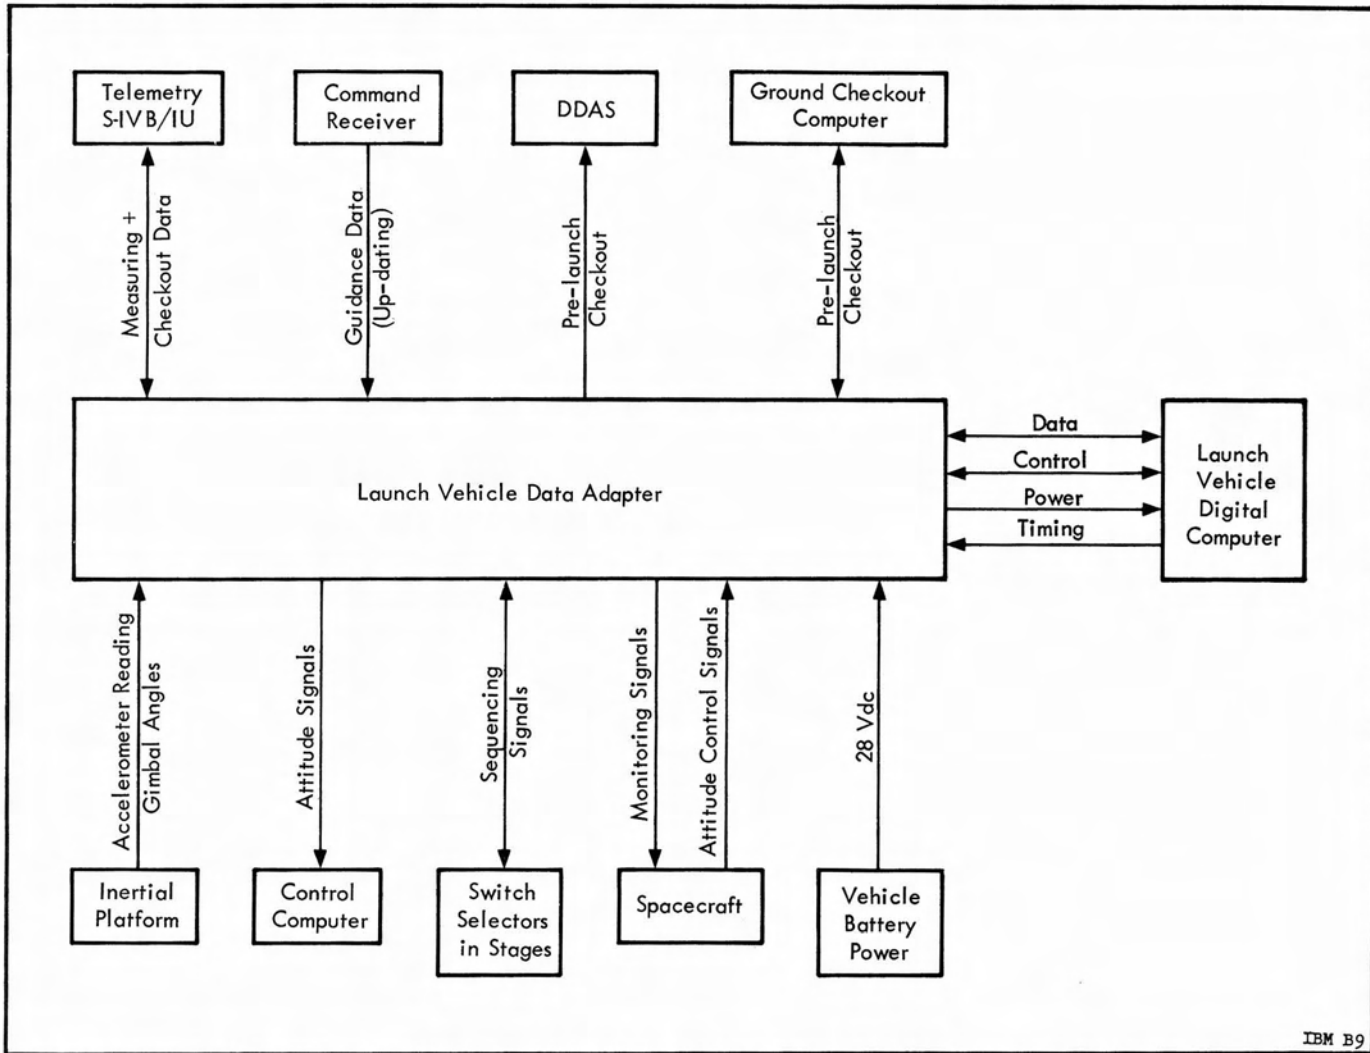 Telemetry
S-IVB/IU
Command
Receiver
DDAS
Ground Checkout
Computer
Measuring +
Checkout Data
Guidance Data
(Up-dating)
Pre-launch
Checkout
Pre-launch
Checkout
Launch Vehicle Data Adapter
Data
Control
Power
Timing
Launch
Vehicle
Digital
Computer
Accelerometer Reading
Gimbal Angles
Attitude Signals
Sequencing
Signals
Monitoring Signals
Attitude Control Signals
28 Vdc
Inertial
Platform
Control
Computer
Switch
Selectors
in Stages
Spacecraft
Vehicle
Battery
Power
IBM B9